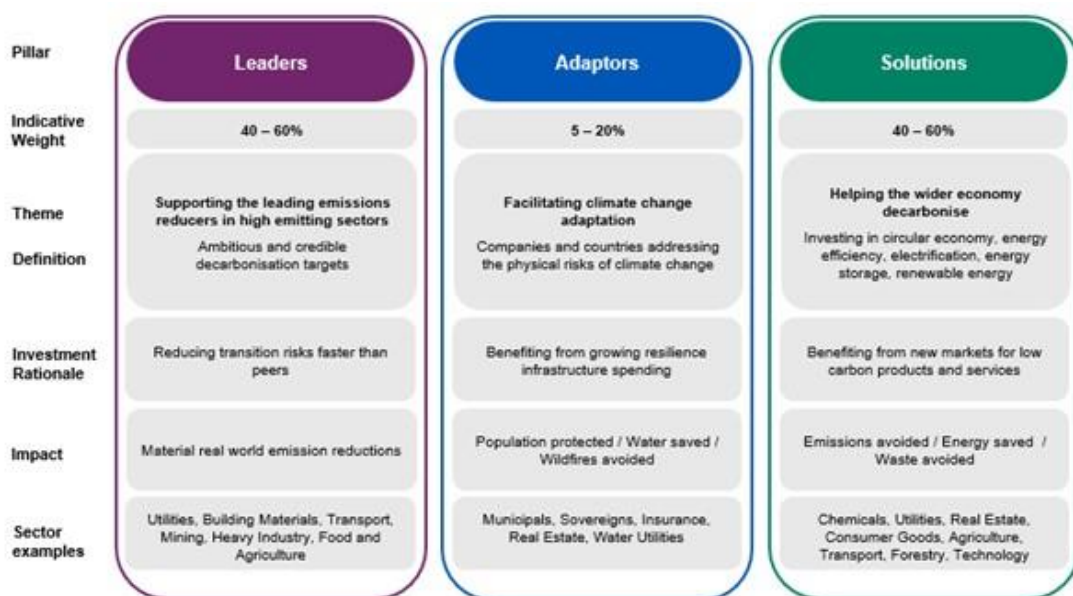 Pillar
Leaders
Adaptors
Solutions
Indicative
Weight
40 – 60%
5 – 20%
40 – 60%
Theme
Supporting the leading emissions
reducers in high emitting sectors
Facilitating climate change
adaptation
Helping the wider economy
decarbonise
Definition
Ambitious and credible
decarbonisation targets
Companies and countries addressing
the physical risks of climate change
Investing in circular economy, energy
efficiency, electrification, energy
storage, renewable energy
Investment
Rationale
Reducing transition risks faster than
peers
Benefiting from growing resilience
infrastructure spending
Benefiting from new markets for low
carbon products and services
Impact
Material real world emission reductions
Population protected / Water saved /
Wildfires avoided
Emissions avoided / Energy saved /
Waste avoided
Sector
examples
Utilities, Building Materials, Transport,
Mining, Heavy Industry, Food and
Agriculture
Municipals, Sovereigns, Insurance,
Real Estate, Water Utilities
Chemicals, Utilities, Real Estate,
Consumer Goods, Agriculture,
Transport, Forestry, Technology